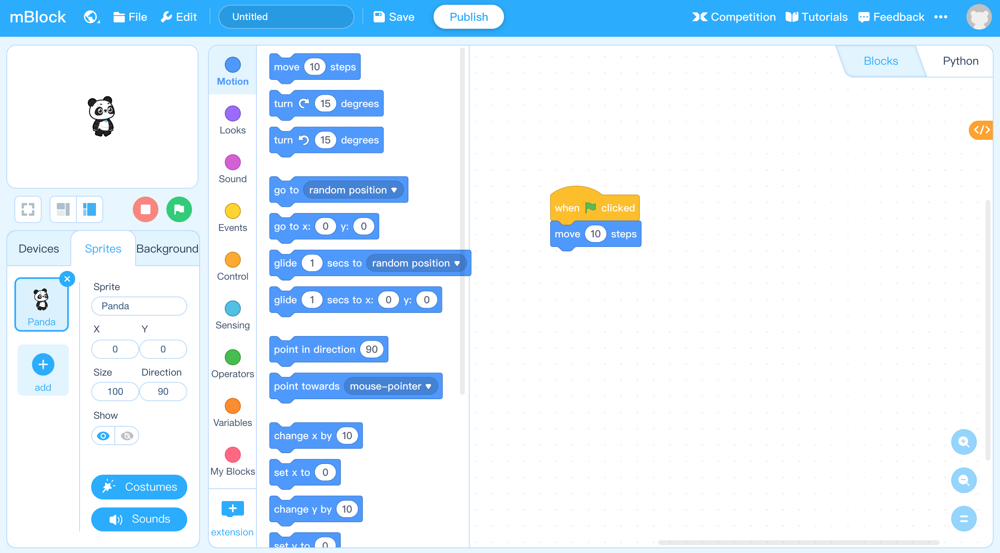 mBlock
File
Edit
Untitled
Save
Publish
Competition
Tutorials
Feedback
Devices
Sprites
Background
Panda
add
Sprite
Panda
X
Y
0
0
Size
Direction
100
90
Show
Costumes
Sounds
Motion
Looks
Sound
Events
Control
Sensing
Operators
Variables
My Blocks
extension
move 10 steps
turn 15 degrees
turn 15 degrees
go to random position
go to x: 0 y: 0
glide 1 secs to random position
glide 1 secs to x: 0 y: 0
point in direction 90
point towards mouse-pointer
change x by 10
set x to 0
change y by 10
set y to 0
Blocks
Python
when clicked
move 10 steps